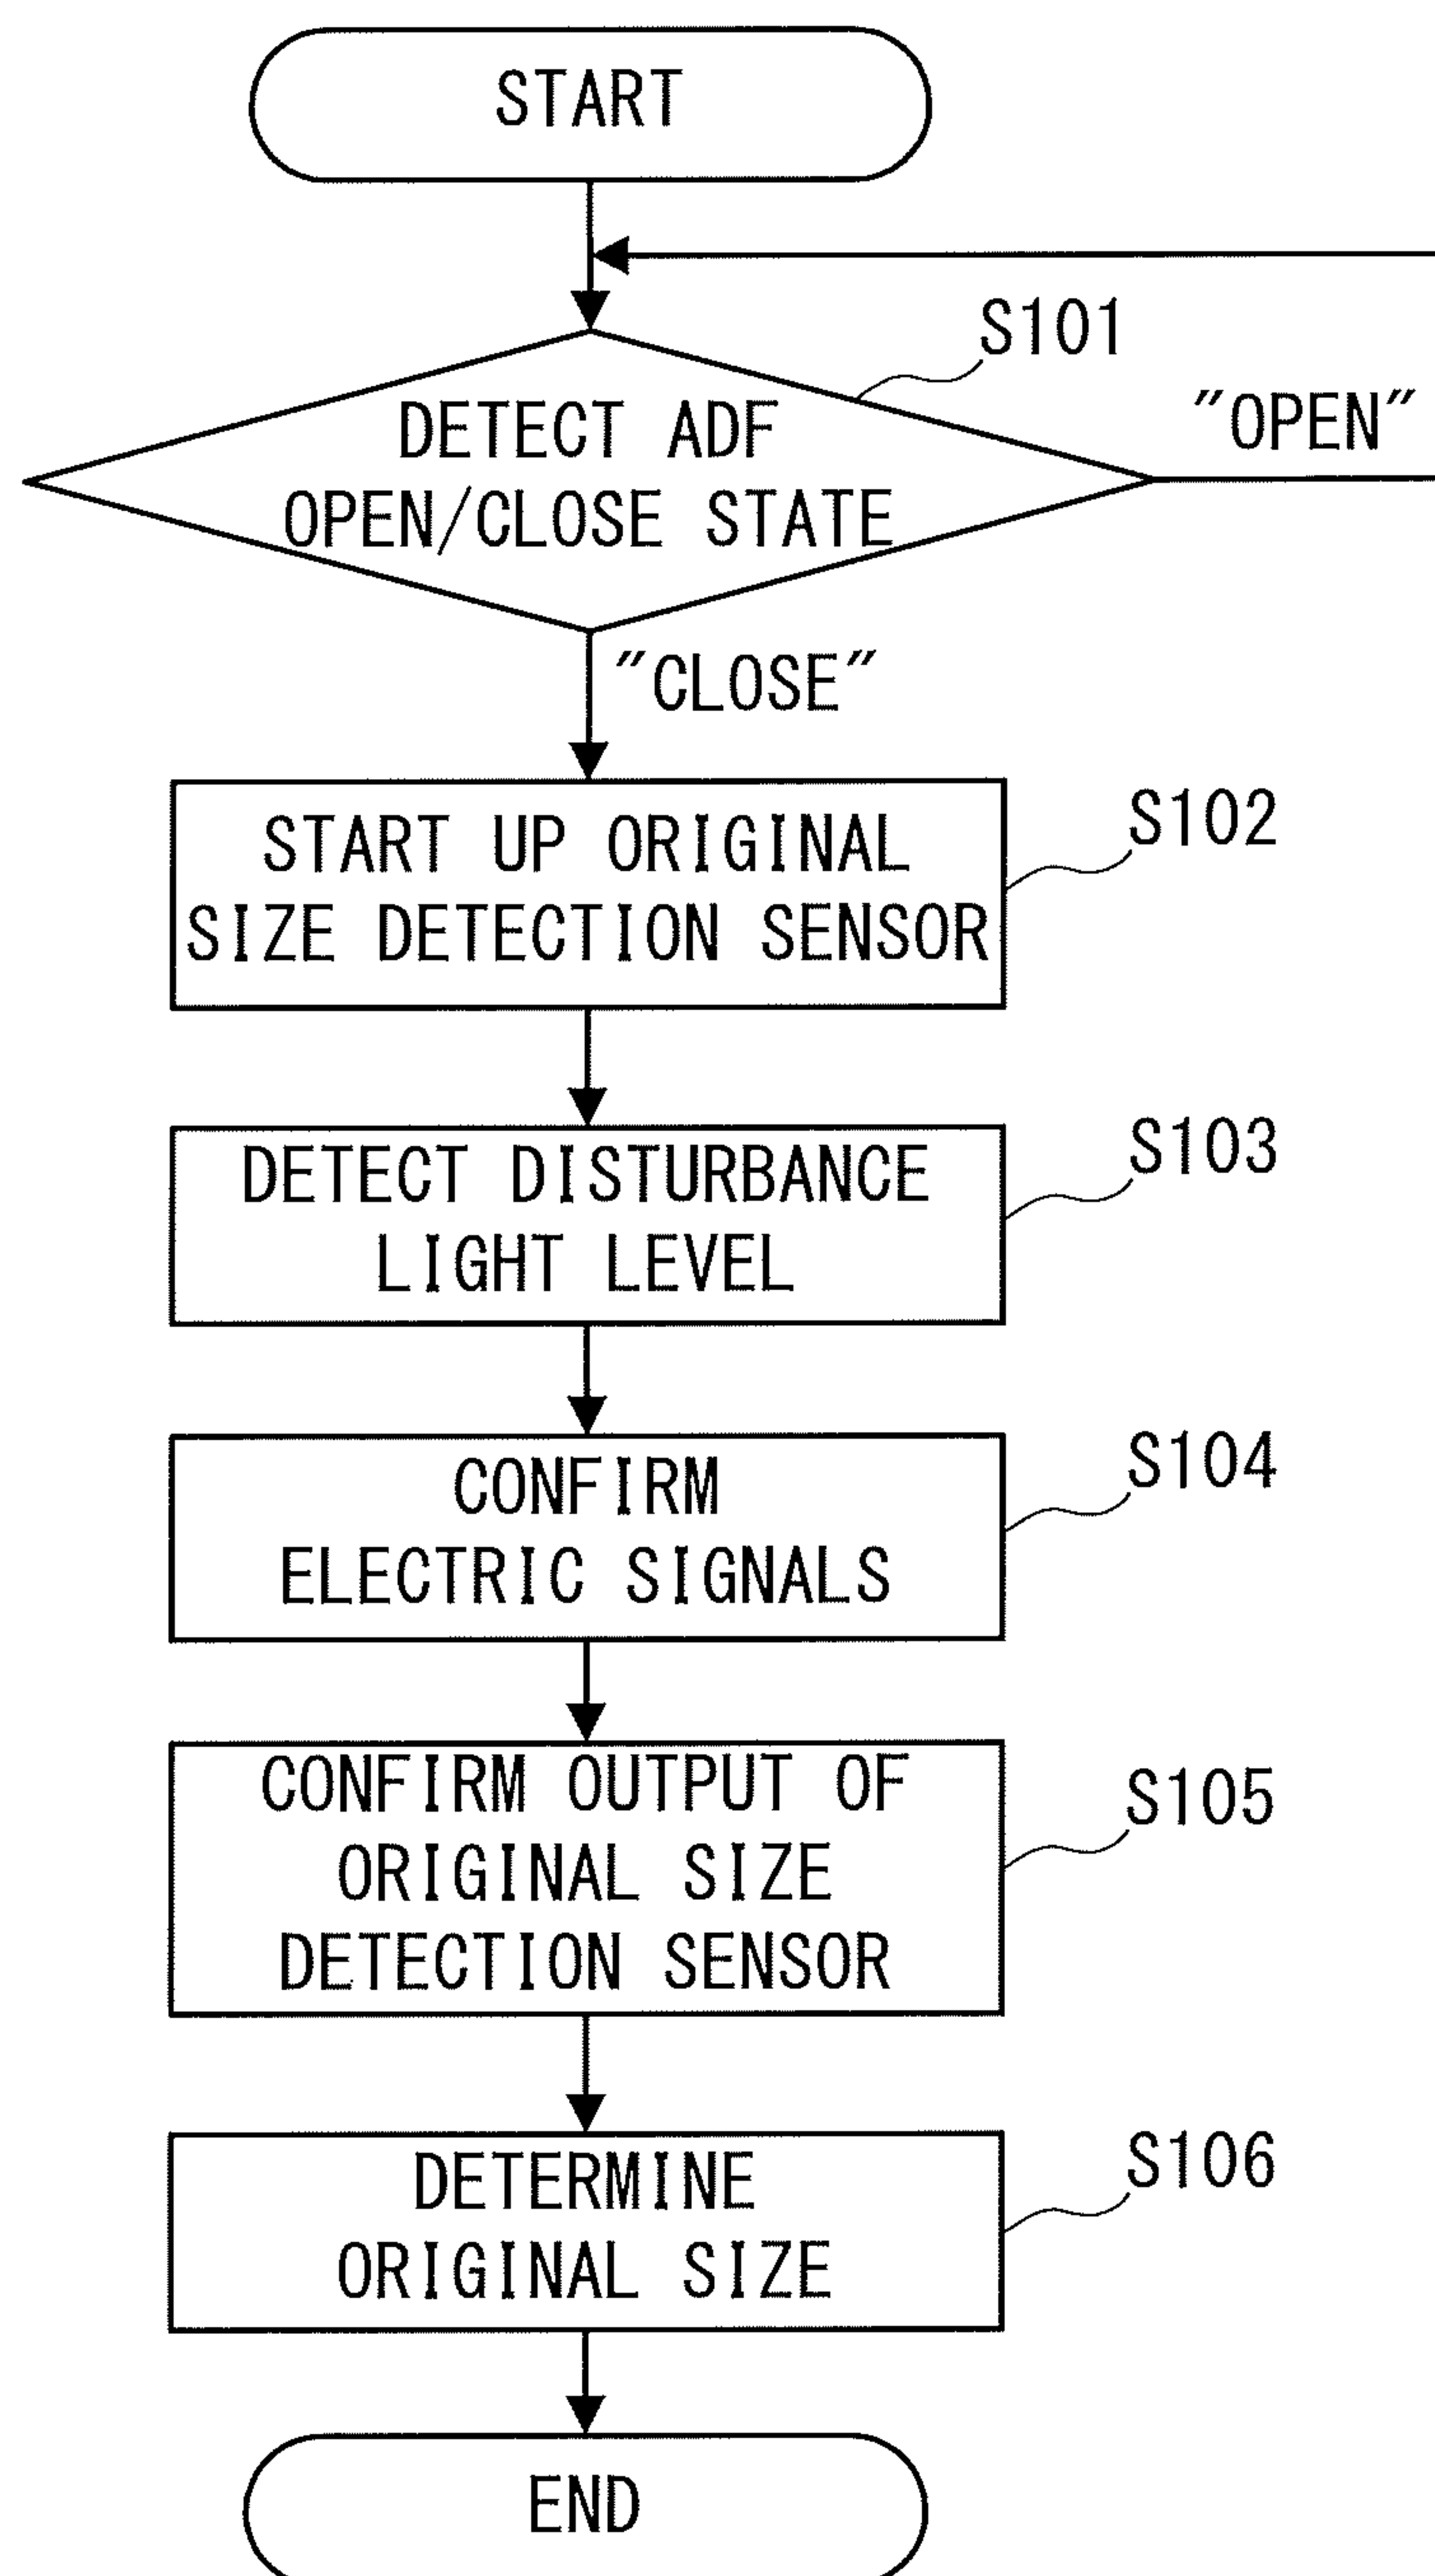 START
S101
DETECT ADF
OPEN/CLOSE STATE
"OPEN"
"CLOSE"
START UP ORIGINAL
SIZE DETECTION SENSOR
S102
DETECT DISTURBANCE
LIGHT LEVEL
S103
CONFIRM
ELECTRIC SIGNALS
S104
CONFIRM OUTPUT OF
ORIGINAL SIZE
DETECTION SENSOR
S105
DETERMINE
ORIGINAL SIZE
S106
END